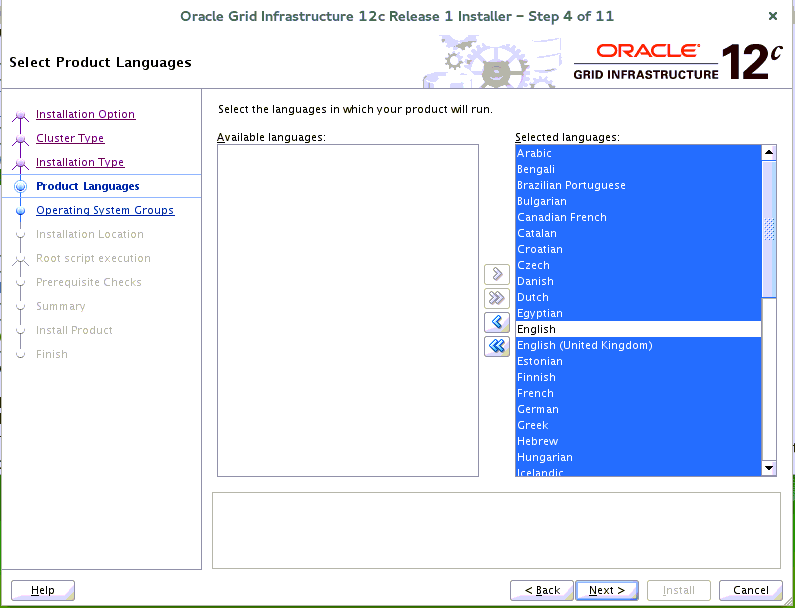 Oracle Grid Infrastructure 12c Release 1 Installer – Step 4 of 11
Select Product Languages
ORACLE
GRID INFRASTRUCTURE
12c
Installation Option
Cluster Type
Installation Type
Product Languages
Operating System Groups
Installation Location
Root script execution
Prerequisite Checks
Summary
Install Product
Finish
Select the languages in which your product will run.
Available languages:
Selected languages:
Arabic
Bengali
Brazilian Portuguese
Bulgarian
Canadian French
Catalan
Croatian
Czech
Danish
Dutch
Egyptian
English
English (United Kingdom)
Estonian
Finnish
French
German
Greek
Hebrew
Hungarian
Icelandic
Help
< Back
Next >
Install
Cancel